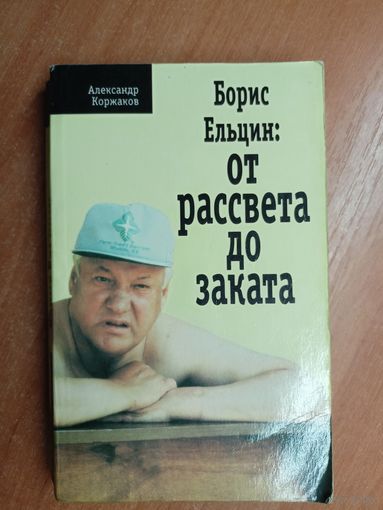 Александр
Коржаков
Борис
Ельцин:
от
рассвета
до
заката